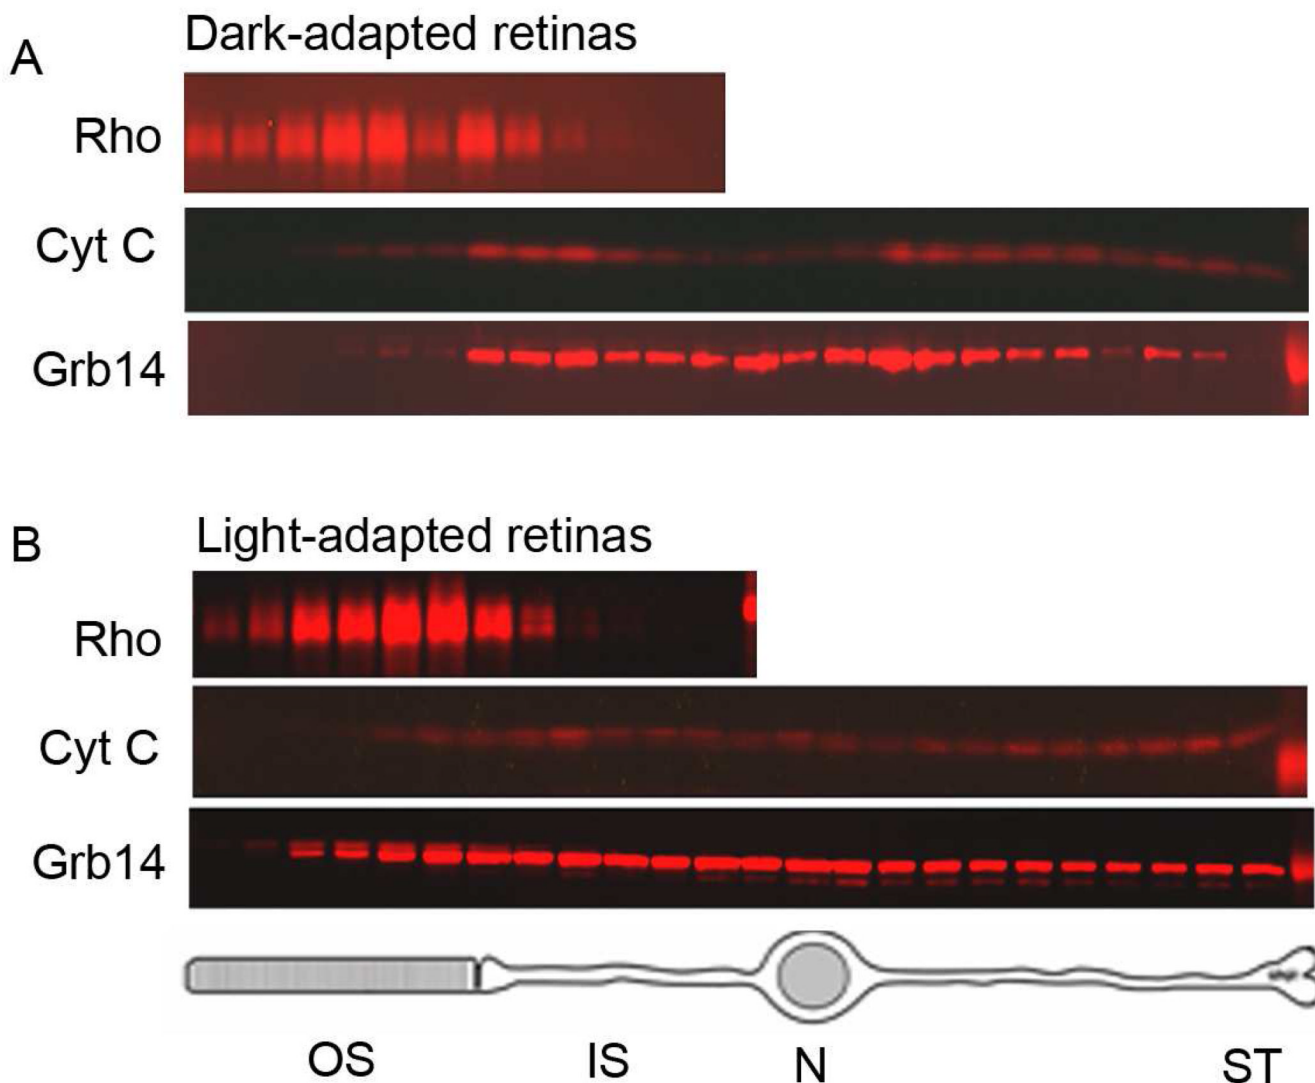 A
Dark-adapted retinas
Rho
Cyt C
Grb14
B
Light-adapted retinas
Rho
Cyt C
Grb14
OS IS N ST